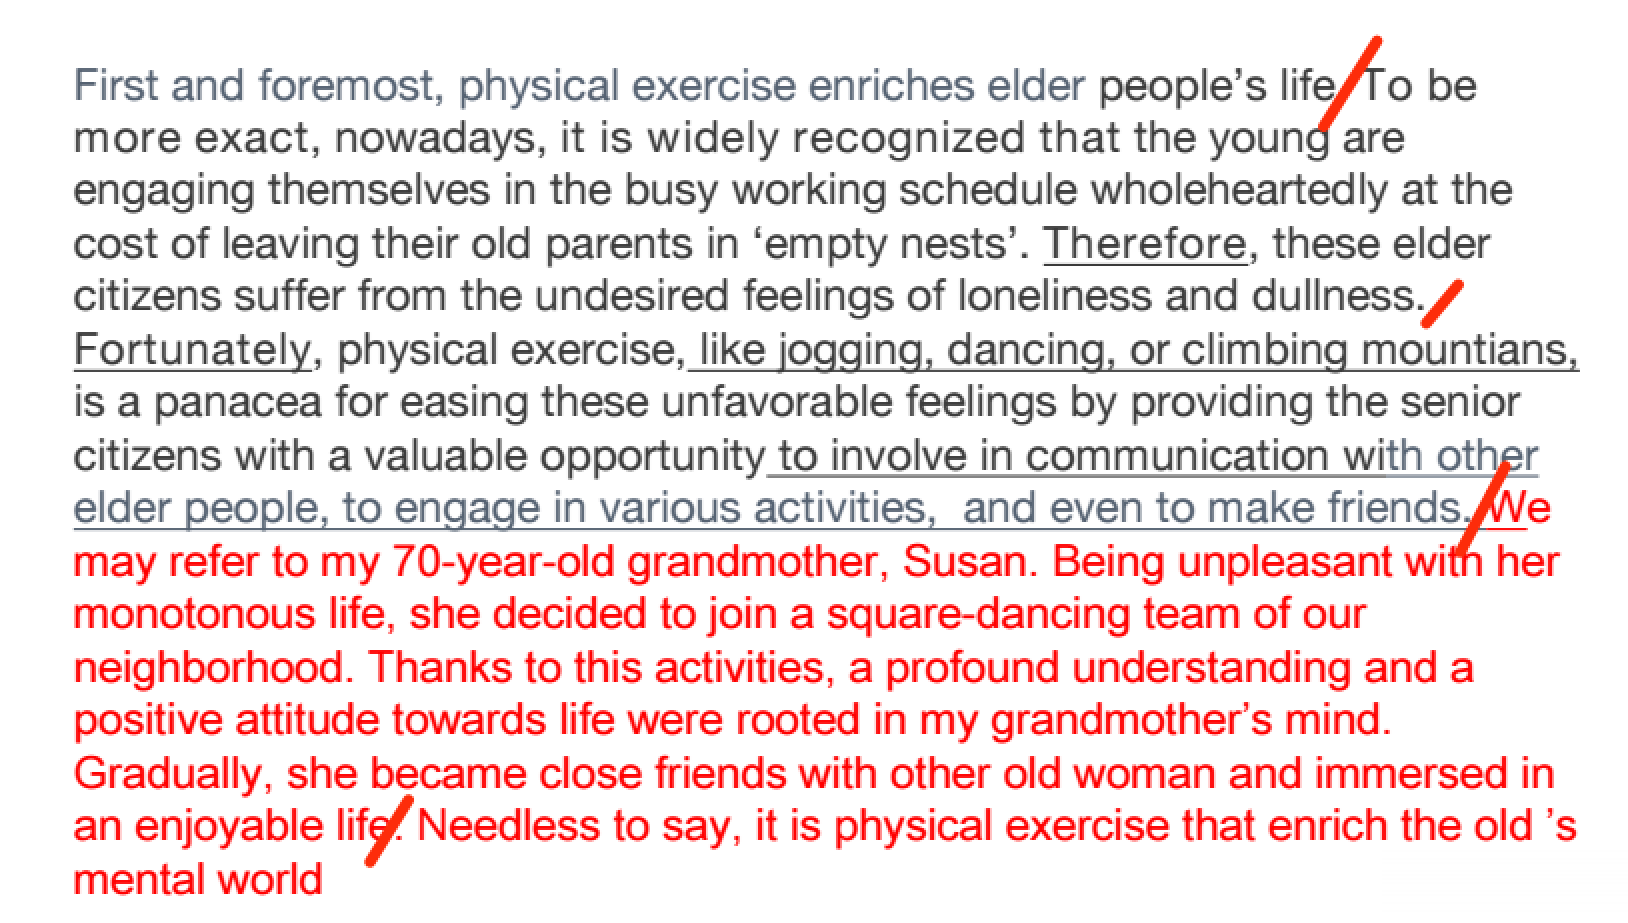 First and foremost, physical exercise enriches elder people’s life. To be
more exact, nowadays, it is widely recognized that the young are
engaging themselves in the busy working schedule wholeheartedly at the
cost of leaving their old parents in ‘empty nests’. Therefore, these elder
citizens suffer from the undesired feelings of loneliness and dullness.
Fortunately, physical exercise, like jogging, dancing, or climbing mountians,
is a panacea for easing these unfavorable feelings by providing the senior
citizens with a valuable opportunity to involve in communication with other
elder people, to engage in various activities,  and even to make friends. We
may refer to my 70-year-old grandmother, Susan. Being unpleasant with her
monotonous life, she decided to join a square-dancing team of our
neighborhood. Thanks to this activities, a profound understanding and a
positive attitude towards life were rooted in my grandmother’s mind.
Gradually, she became close friends with other old woman and immersed in
an enjoyable life. Needless to say, it is physical exercise that enrich the old ’s
mental world